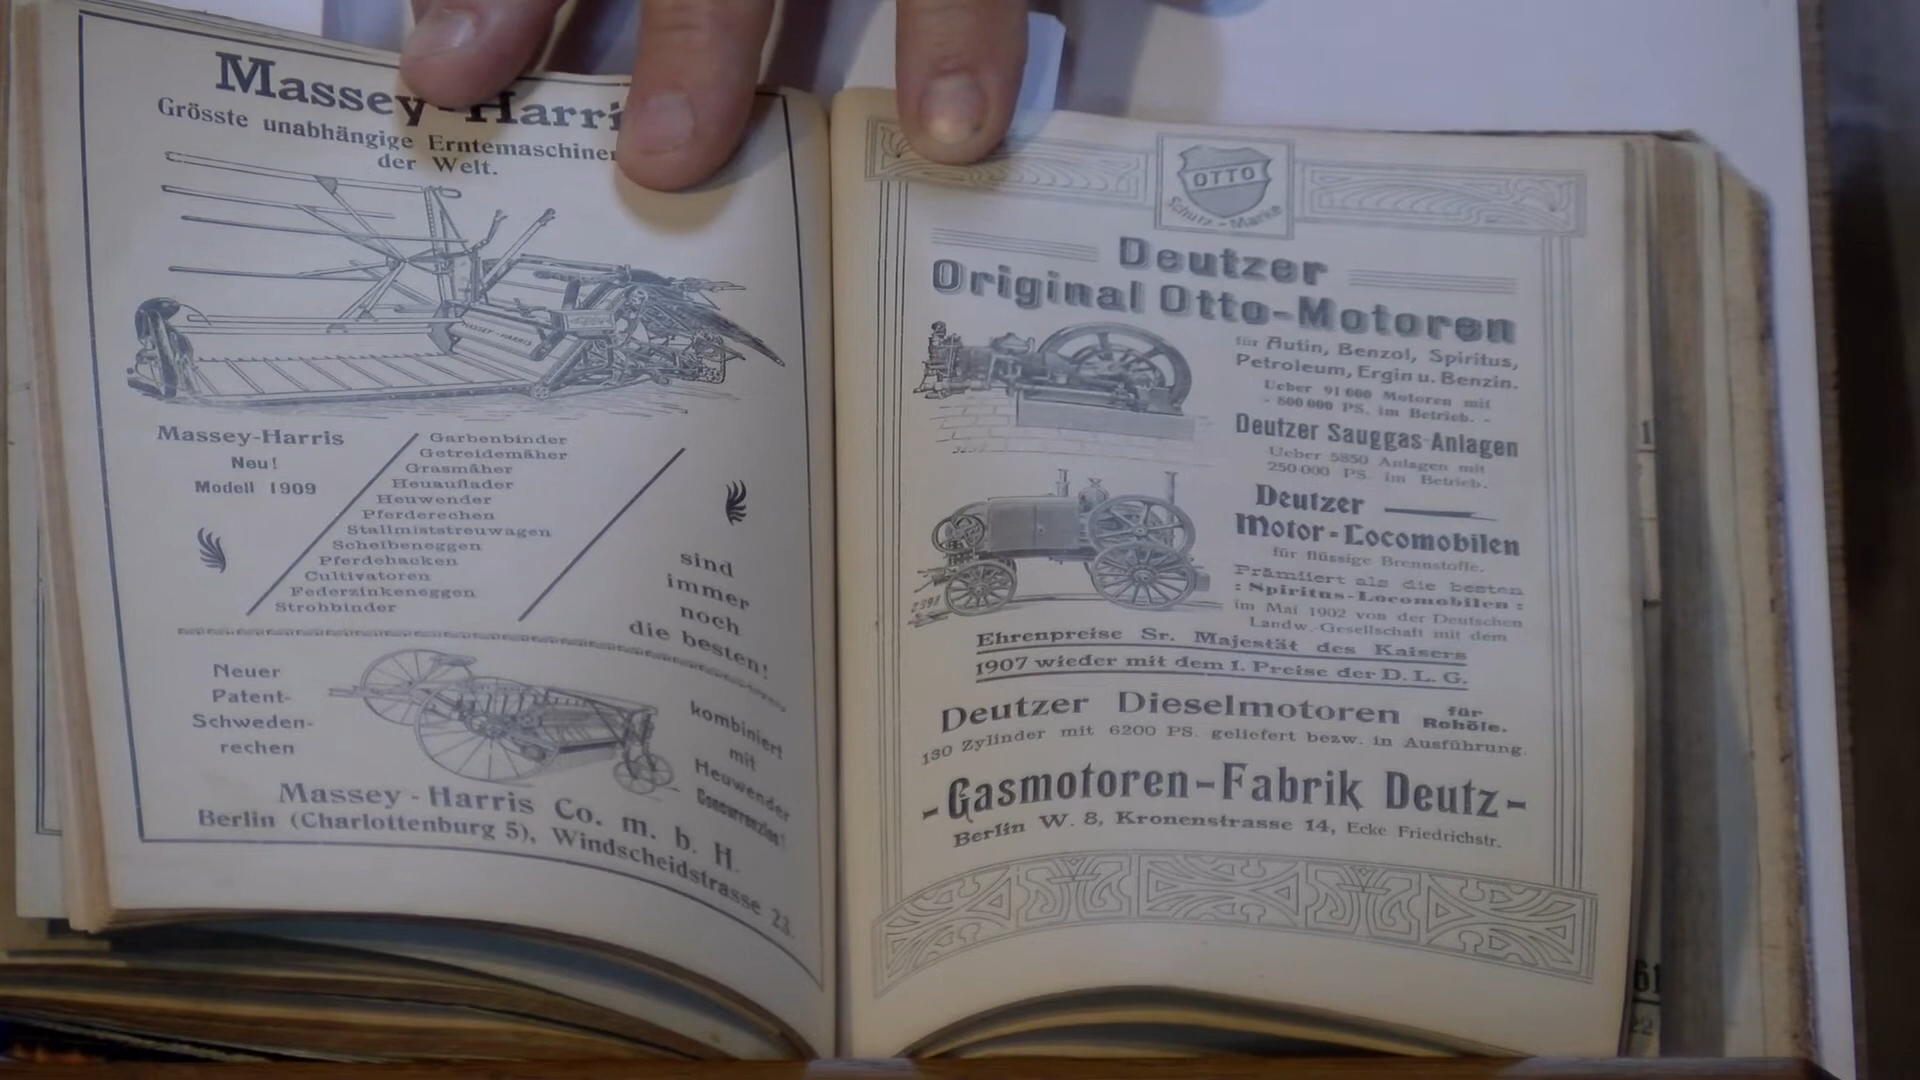 Massey-Harri
Grösste unabhängige Erntemaschinen
der Welt.
MASSEY-HARRIS
Massey-Harris
Neu!
Modell 1909
Garbenbinder
Getreidemäher
Grasmäher
Heuauflader
Heuwender
Pferderechen
Stallmiststreuwagen
Scheibeneggen
Pferdehacken
Cultivatoren
Federzinkeneggen
Strohbinder
sind
immer
noch
die besten!
Neuer
Patent-
Schweden-
rechen
kombiniert
mit
Heuwender
Concurrenzlos!
Massey-Harris Co. m. b. H.
Berlin (Charlottenburg 5), Windscheidstrasse 23.
OTTO
Schutz-Marke
Deutzer
Original Otto-Motoren
für Autin, Benzol, Spiritus,
Petroleum, Ergin u. Benzin.
Ueber 91 000 Motoren mit
- 800 000 PS. im Betrieb. -
Deutzer Sauggas-Anlagen
Ueber 5850 Anlagen mit
250 000 PS. im Betrieb.
Deutzer
Motor-Locomobilen
für flüssige Brennstoffe.
Prämiiert als die besten
: Spiritus-Locomobilen :
im Mai 1902 von der Deutschen
Landw.-Gesellschaft mit dem
Ehrenpreise Sr. Majestät des Kaisers
1907 wieder mit dem 1. Preise der D. L. G.
Deutzer Dieselmotoren für Rohöle.
130 Zylinder mit 6200 PS. geliefert bezw. in Ausführung.
- Gasmotoren-Fabrik Deutz -
Berlin W. 8, Kronenstrasse 14, Ecke Friedrichstr.
61
22